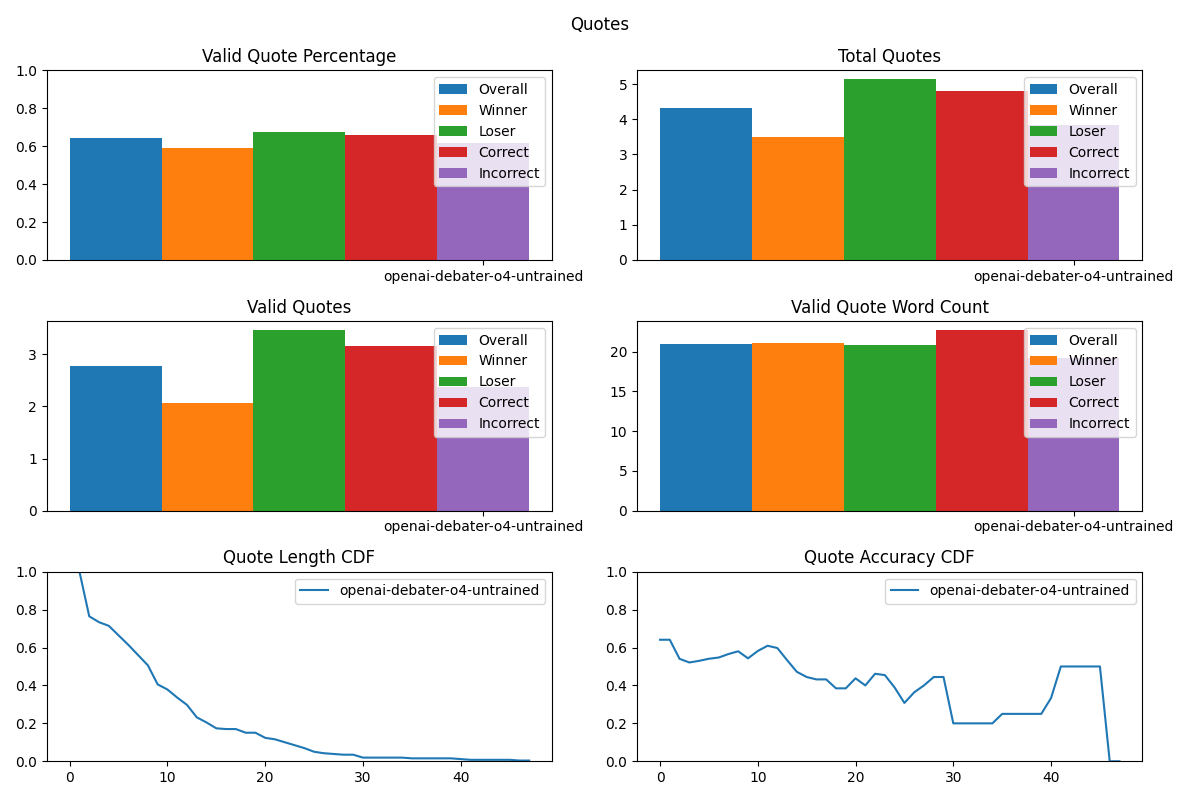 Quotes
Valid Quote Percentage
1.0
0.8
0.6
0.4
0.2
0.0
Overall
Winner
Loser
Correct
Incorrect
openai-debater-o4-untrained
Total Quotes
5
4
3
2
1
0
Overall
Winner
Loser
Correct
Incorrect
openai-debater-o4-untrained
Valid Quotes
3
2
1
0
Overall
Winner
Loser
Correct
Incorrect
openai-debater-o4-untrained
Valid Quote Word Count
20
15
10
5
0
Overall
Winner
Loser
Correct
Incorrect
openai-debater-o4-untrained
Quote Length CDF
1.0
0.8
0.6
0.4
0.2
0.0
openai-debater-o4-untrained
0 10 20 30 40
Quote Accuracy CDF
1.0
0.8
0.6
0.4
0.2
0.0
openai-debater-o4-untrained
0 10 20 30 40